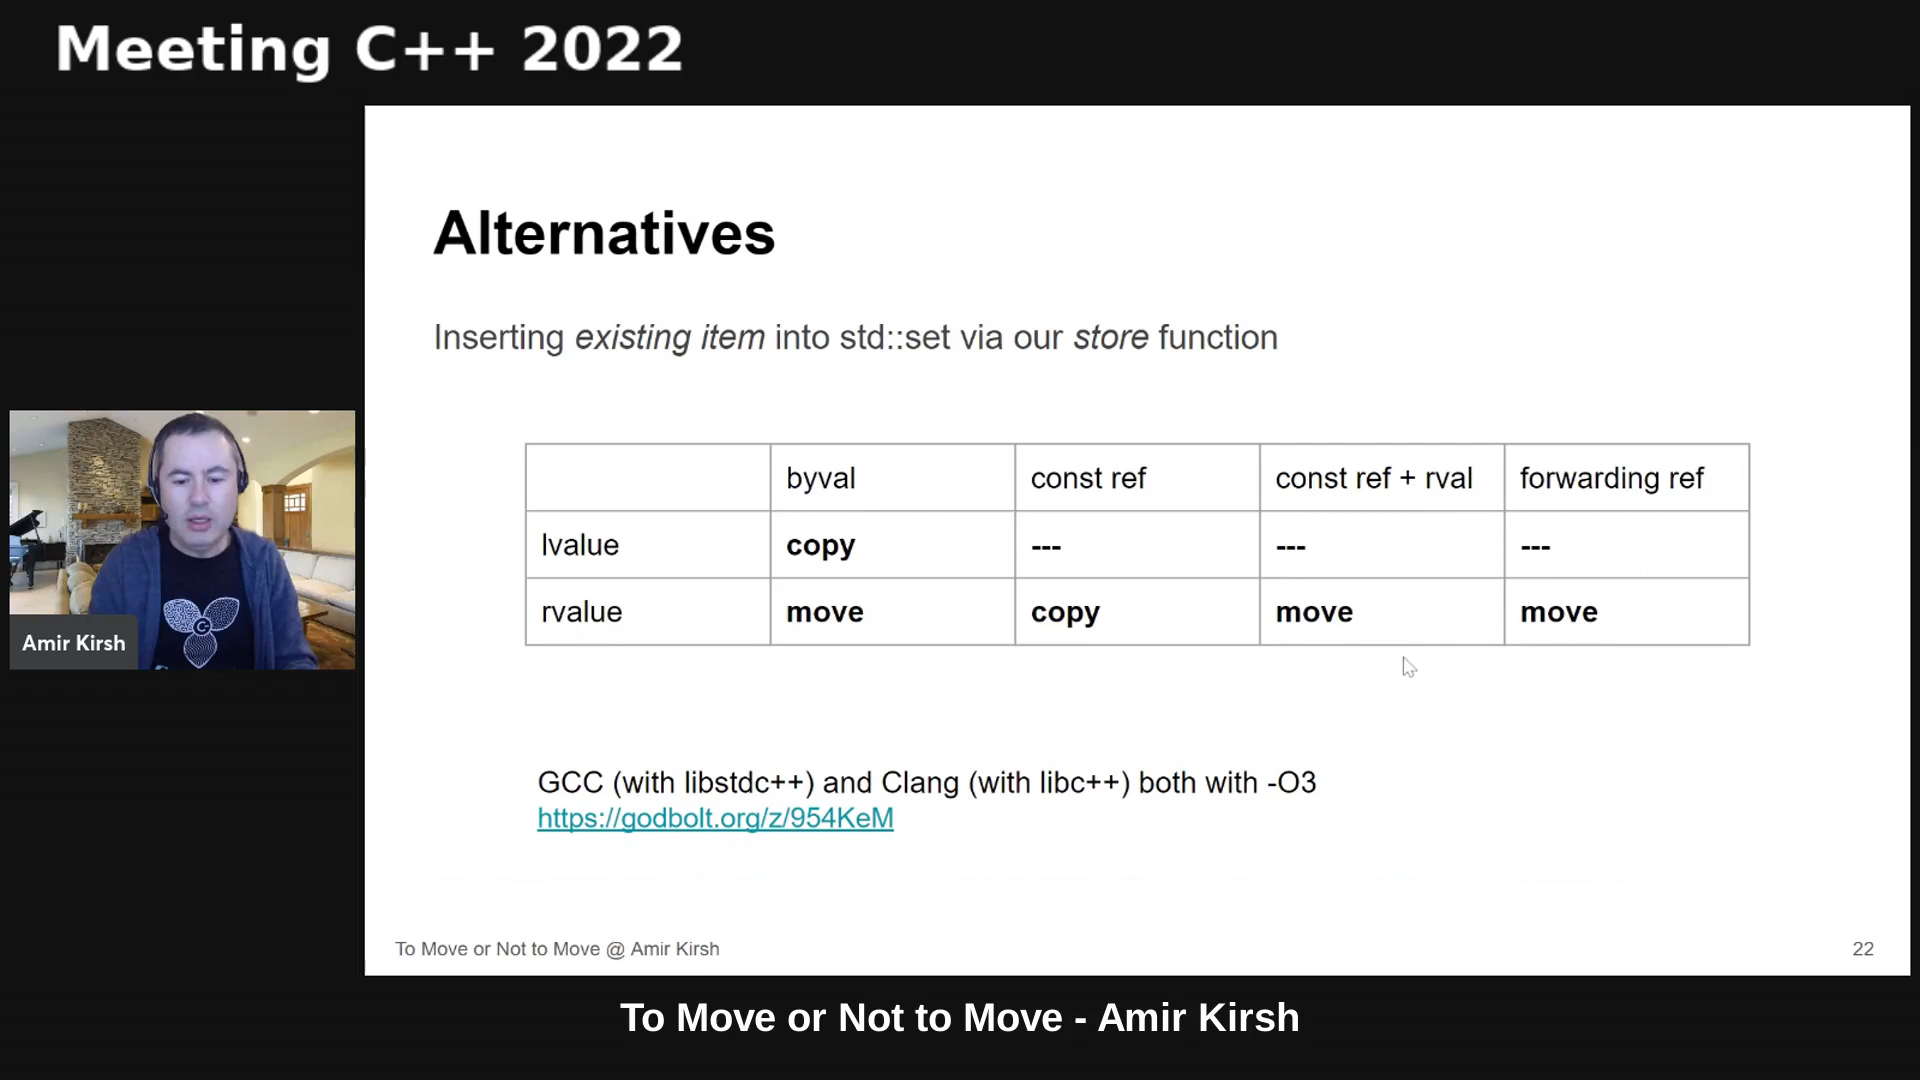 Meeting C++ 2022
Alternatives
Inserting existing item into std::set via our store function
byval const ref const ref + rval forwarding ref
lvalue copy --- --- ---
rvalue move copy move move
Amir Kirsh
GCC (with libstdc++) and Clang (with libc++) both with -O3
https://godbolt.org/z/954KeM
To Move or Not to Move @ Amir Kirsh 22
To Move or Not to Move - Amir Kirsh